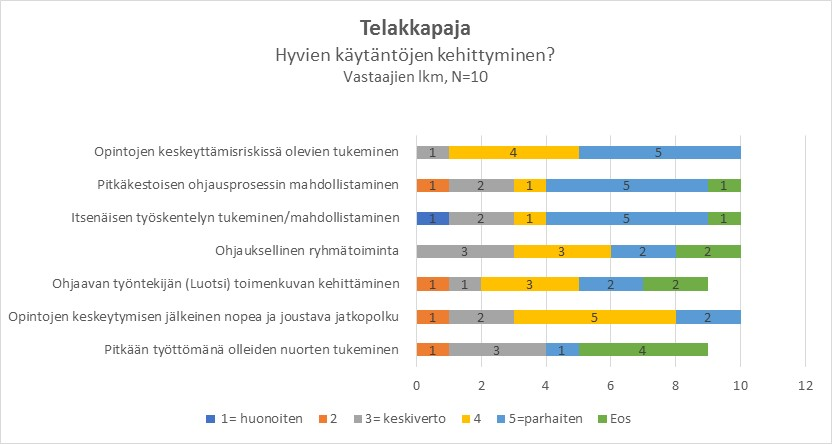 Telakkapaja
Hyvien käytäntöjen kehittyminen?
Vastaajien lkm, N=10
Opintojen keskeyttämisriskissä olevien tukeminen 1 4 5
Pitkäkestoisen ohjausprosessin mahdollistaminen 1 2 1 5 1
Itsenäisen työskentelyn tukeminen/mahdollistaminen 1 2 1 5 1
Ohjauksellinen ryhmätoiminta 3 3 2 2
Ohjaavan työntekijän (Luotsi) toimenkuvan kehittäminen 1 1 3 2 2
Opintojen keskeytymisen jälkeinen nopea ja joustava jatkopolku 1 2 5 2
Pitkään työttömänä olleiden nuorten tukeminen 1 3 1 4
0 2 4 6 8 10 12
1= huonoiten 2 3= keskiverto 4 5=parhaiten Eos